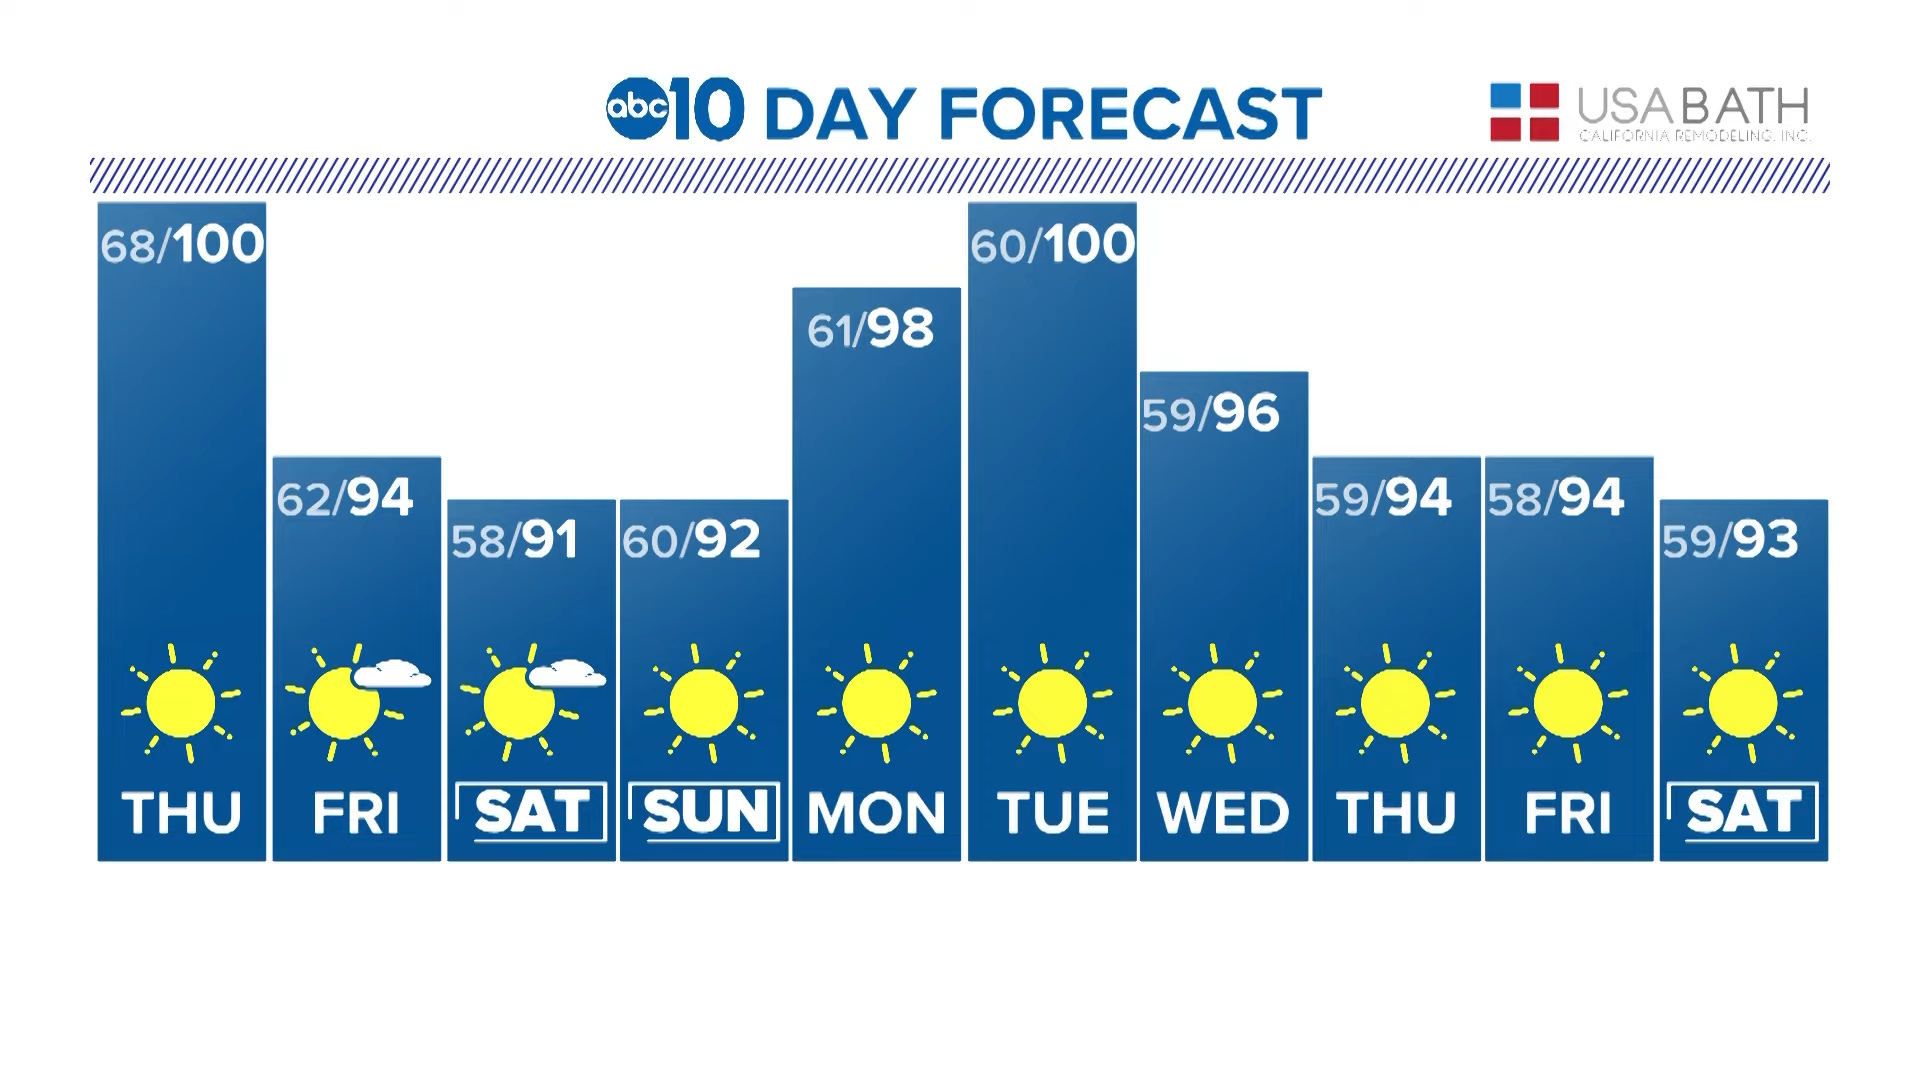 abc10 DAY FORECAST
USA BATH
CALIFORNIA REMODELING, INC.
68/100
62/94
58/91
60/92
61/98
60/100
59/96
59/94
58/94
59/93
THU
FRI
SAT
SUN
MON
TUE
WED
THU
FRI
SAT